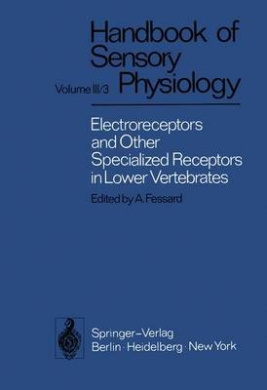 Handbook of
Sensory
Volume III/3 Physiology
Electroreceptors
and Other
Specialized Receptors
in Lower Vertebrates
Edited by A. Fessard
Springer-Verlag
Berlin · Heidelberg · New York